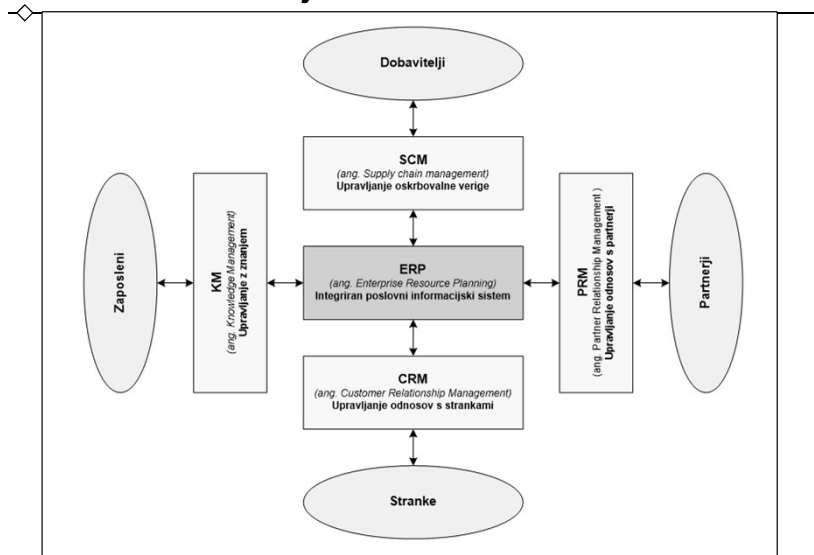 Dobavitelji
SCM
(ang. Supply chain management)
Upravljanje oskrbovalne verige
Zaposleni
KM
(ang. Knowledge Management)
Upravljanje z znanjem
ERP
(ang. Enterprise Resource Planning)
Integriran poslovni informacijski sistem
PRM
(ang. Partner Relationship Management )
Upravljanje odnosov s partnerji
Partnerji
CRM
(ang. Customer Relationship Management)
Upravljanje odnosov s strankami
Stranke